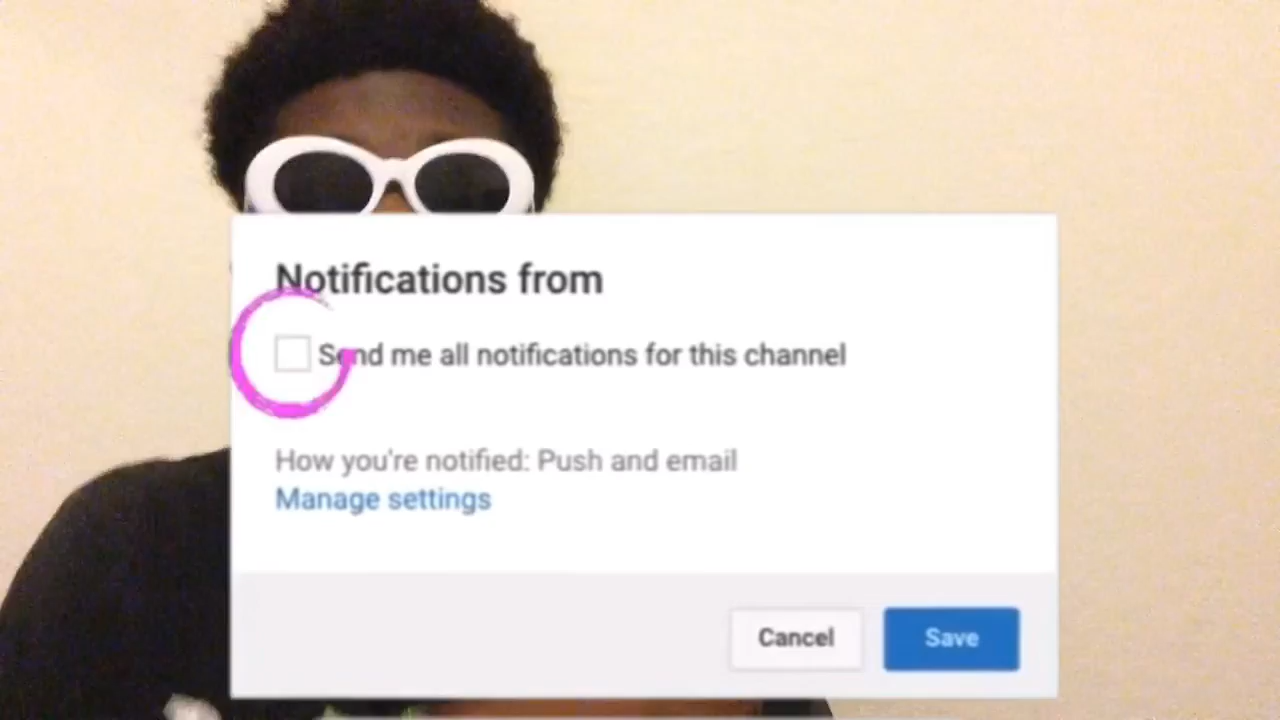 Notifications from
Send me all notifications for this channel
How you're notified: Push and email
Manage settings
Cancel
Save